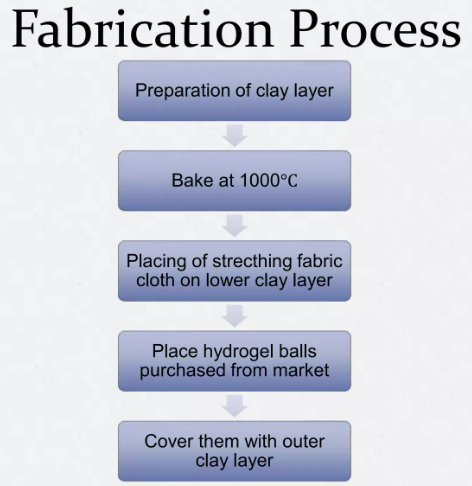 Fabrication Process
Preparation of clay layer
Bake at 1000°C
Placing of strecthing fabric
cloth on lower clay layer
Place hydrogel balls
purchased from market
Cover them with outer
clay layer